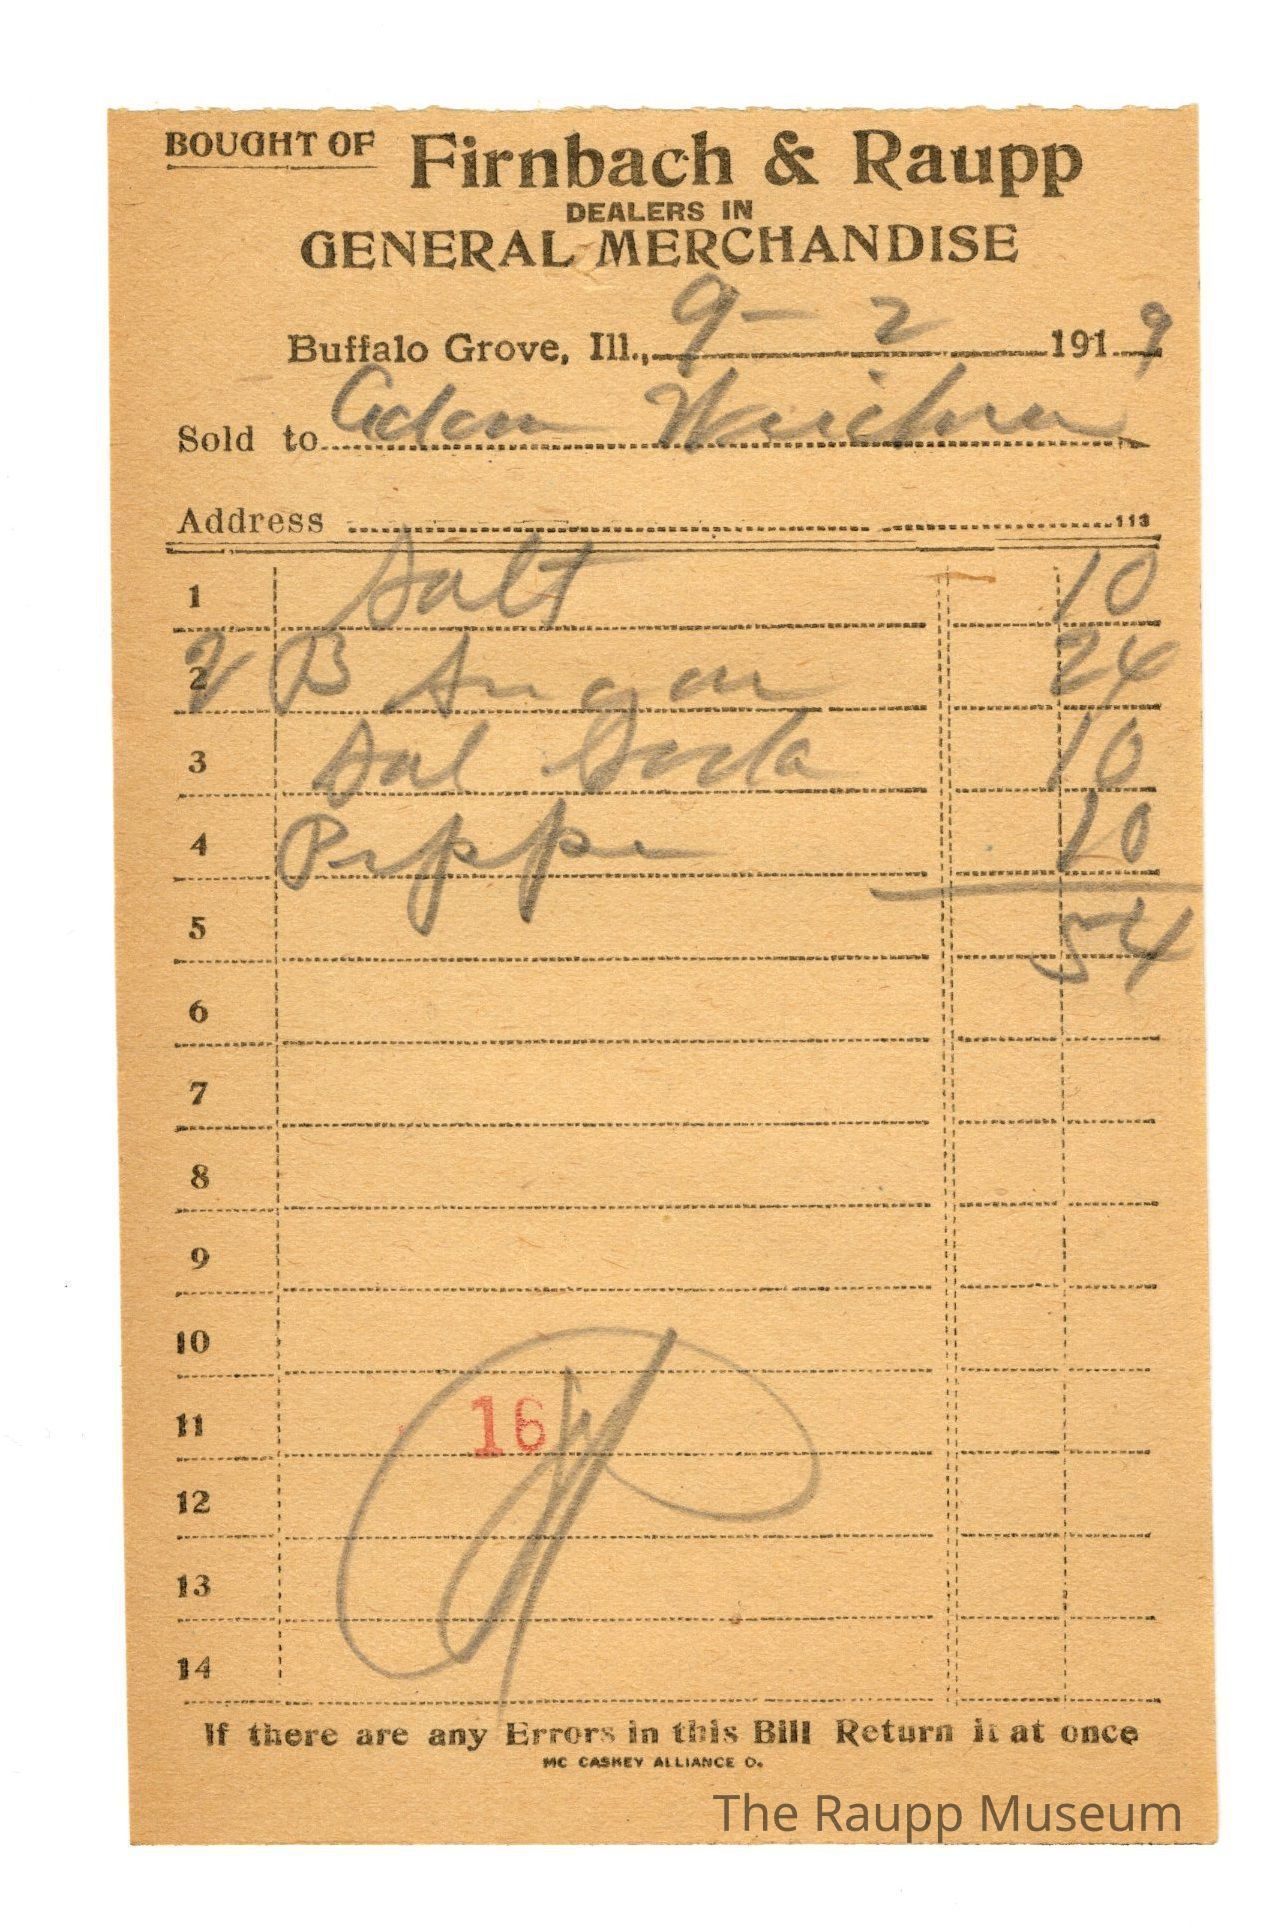 BOUGHT OF Firnbach & Raupp
DEALERS IN
GENERAL MERCHANDISE
Buffalo Grove, Ill., 9-2 1919
Sold to Adam
Address 113
1 Salt 10
2 2 B Sugar 24
3 Sal Soda 10
4 Peppe 10
5 54
6
7
8
9
10
11 16
12
13
14
If there are any Errors in this Bill Return it at once
MC CASKEY ALLIANCE O.
The Raupp Museum